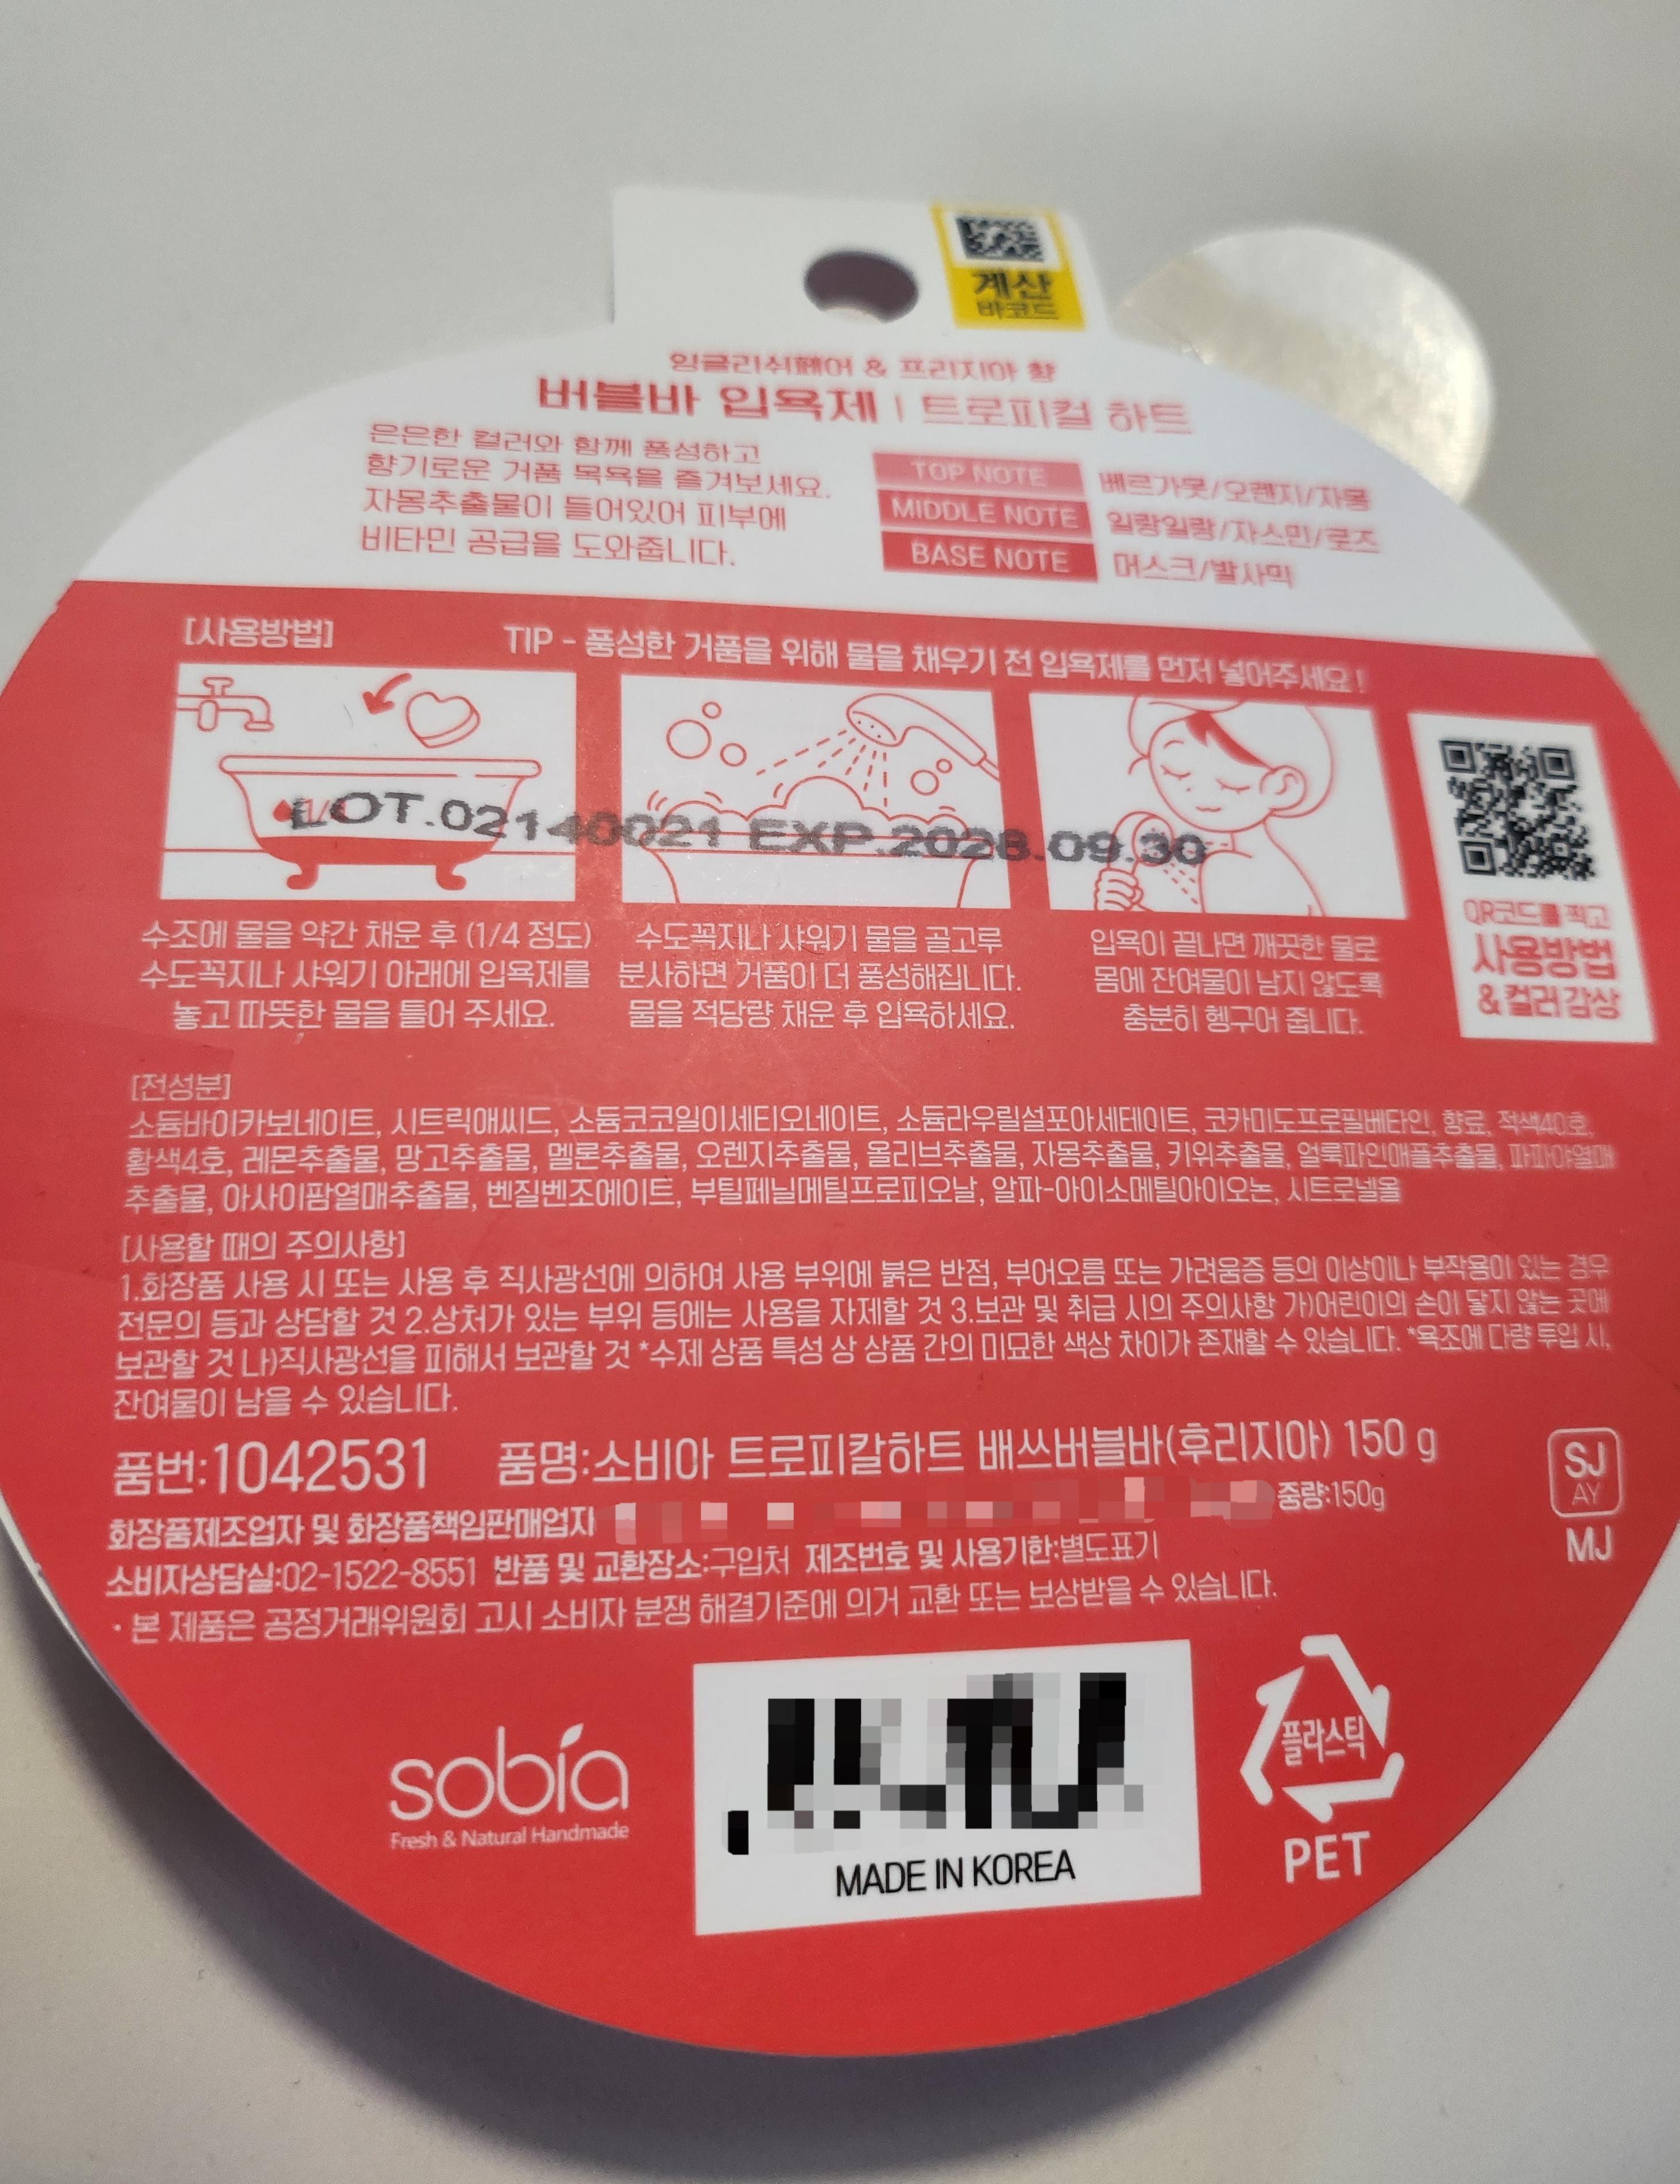 계산
바코드
잉글리쉬페어 & 프리지아 향
버블바 입욕제 | 트로피컬 하트
은은한 컬러와 함께 풍성하고
향기로운 거품 목욕을 즐겨보세요.
자몽추출물이 들어있어 피부에
비타민 공급을 도와줍니다.
TOP NOTE 베르가못/오렌지/자몽
MIDDLE NOTE 일랑일랑/자스민/로즈
BASE NOTE 머스크/발사믹
[사용방법]
TIP - 풍성한 거품을 위해 물을 채우기 전 입욕제를 먼저 넣어주세요!
LOT.02140021 EXP.2028.09.30
수조에 물을 약간 채운 후 (1/4 정도)
수도꼭지나 샤워기 아래에 입욕제를
놓고 따뜻한 물을 틀어 주세요.
수도꼭지나 샤워기 물을 골고루
분사하면 거품이 더 풍성해집니다.
물을 적당량 채운 후 입욕하세요.
입욕이 끝나면 깨끗한 물로
몸에 잔여물이 남지 않도록
충분히 헹구어 줍니다.
QR코드를 찍고
사용방법
& 컬러 감상
[전성분]
소듐바이카보네이트, 시트릭애씨드, 소듐코코일이세티오네이트, 소듐라우릴설포아세테이트, 코카미도프로필베타인, 향료, 적색40호,
황색4호, 레몬추출물, 망고추출물, 멜론추출물, 오렌지추출물, 올리브추출물, 자몽추출물, 키위추출물, 얼룩파인애플추출물, 파파야열매
추출물, 아사이팜열매추출물, 벤질벤조에이트, 부틸페닐메틸프로피오날, 알파-아이소메틸아이오논, 시트로넬올
[사용할 때의 주의사항]
1.화장품 사용 시 또는 사용 후 직사광선에 의하여 사용 부위에 붉은 반점, 부어오름 또는 가려움증 등의 이상이나 부작용이 있는 경우
전문의 등과 상담할 것 2.상처가 있는 부위 등에는 사용을 자제할 것 3.보관 및 취급 시의 주의사항 가)어린이의 손이 닿지 않는 곳에
보관할 것 나)직사광선을 피해서 보관할 것 *수제 상품 특성 상 상품 간의 미묘한 색상 차이가 존재할 수 있습니다. *욕조에 다량 투입 시,
잔여물이 남을 수 있습니다.
품번:1042531 품명:소비아 트로피칼하트 배쓰버블바(후리지아) 150 g
화장품제조업자 및 화장품책임판매업자 중량:150g
소비자상담실:02-1522-8551 반품 및 교환장소:구입처 제조번호 및 사용기한:별도표기
· 본 제품은 공정거래위원회 고시 소비자 분쟁 해결기준에 의거 교환 또는 보상받을 수 있습니다.
SJ
AY
MJ
sobia
Fresh & Natural Handmade
MADE IN KOREA
플라스틱
PET